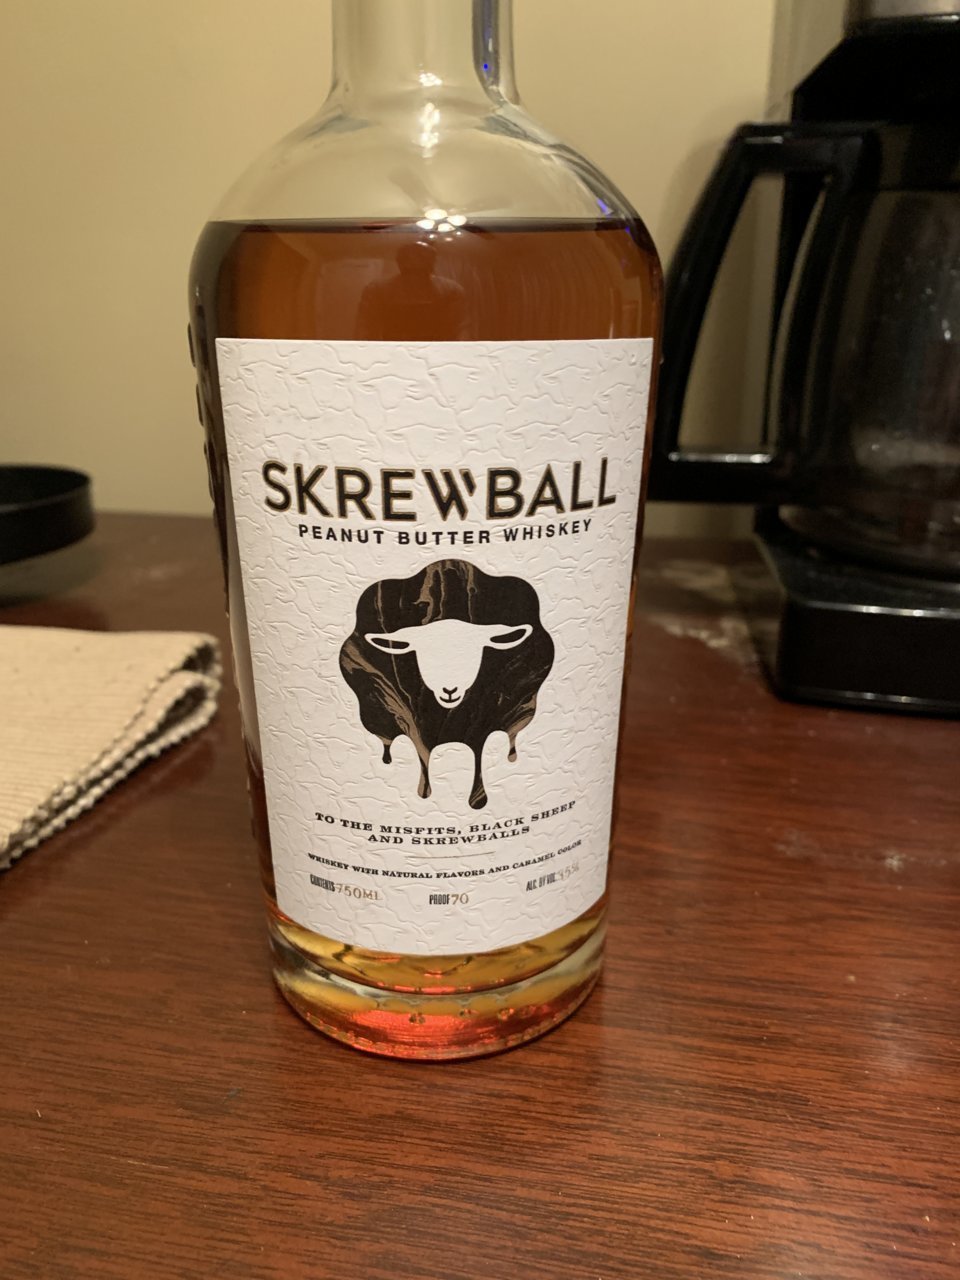 SKREWBALL
PEANUT BUTTER WHISKEY
TO THE MISFITS, BLACK SHEEP
AND SKREWBALLS
WHISKEY WITH NATURAL FLAVORS AND CARAMEL COLOR
CONTENTS 750ML PROOF 70 ALC. BY VOL. 35%